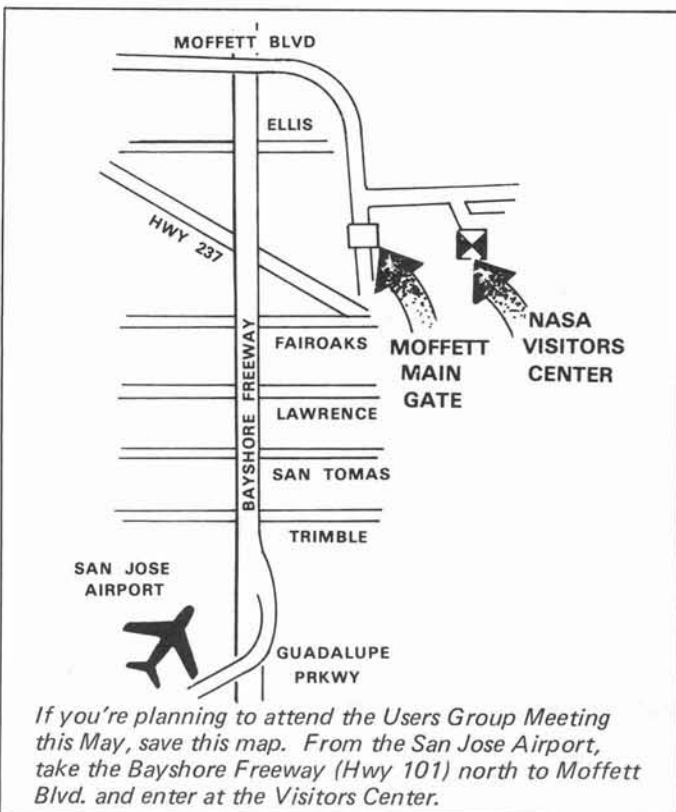 MOFFETT BLVD
ELLIS
HWY 237
FAIROAKS
MOFFETT
MAIN
GATE
NASA
VISITORS
CENTER
BAYSHORE FREEWAY
LAWRENCE
SAN TOMAS
TRIMBLE
SAN JOSE
AIRPORT
GUADALUPE
PRKWY
If you're planning to attend the Users Group Meeting
this May, save this map. From the San Jose Airport,
take the Bayshore Freeway (Hwy 101) north to Moffett
Blvd. and enter at the Visitors Center.